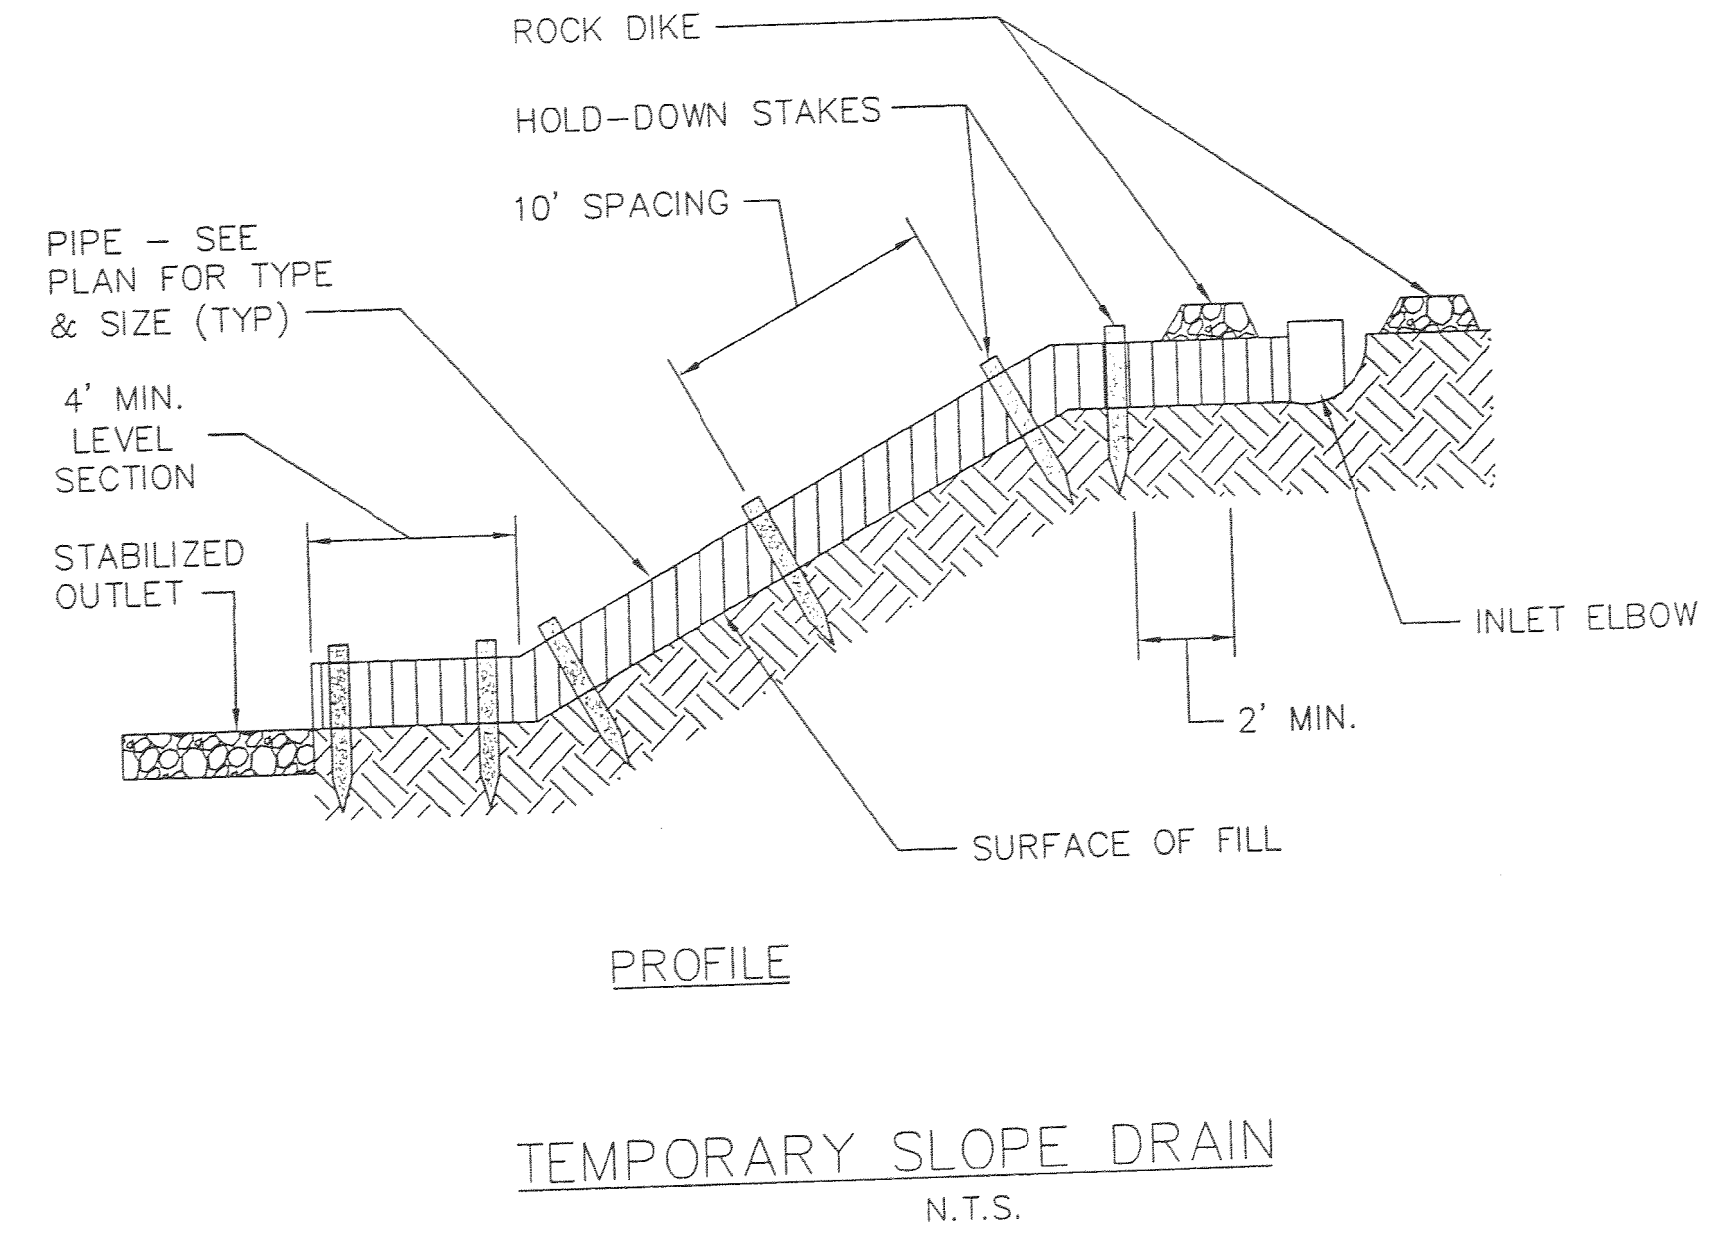 ROCK DIKE
HOLD-DOWN STAKES
10' SPACING
PIPE - SEE
PLAN FOR TYPE
& SIZE (TYP)
4' MIN.
LEVEL
SECTION
STABILIZED
OUTLET
INLET ELBOW
2' MIN.
SURFACE OF FILL
PROFILE
TEMPORARY SLOPE DRAIN
N.T.S.